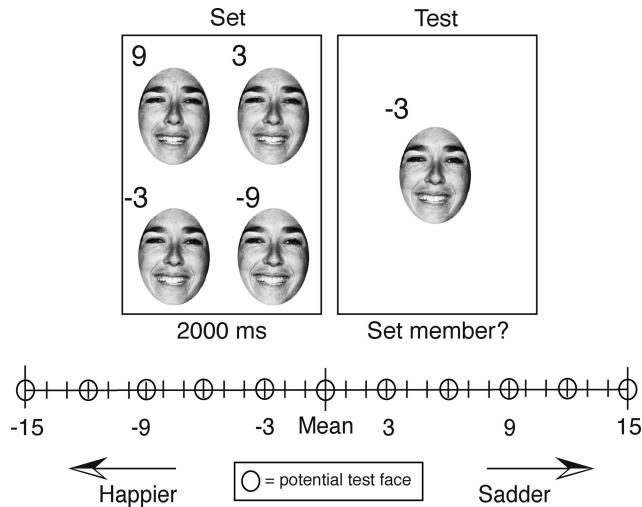 Set Test
9 3
-3
-3 -9
2000 ms Set member?
-15 -9 -3 Mean 3 9 15
Happier = potential test face Sadder